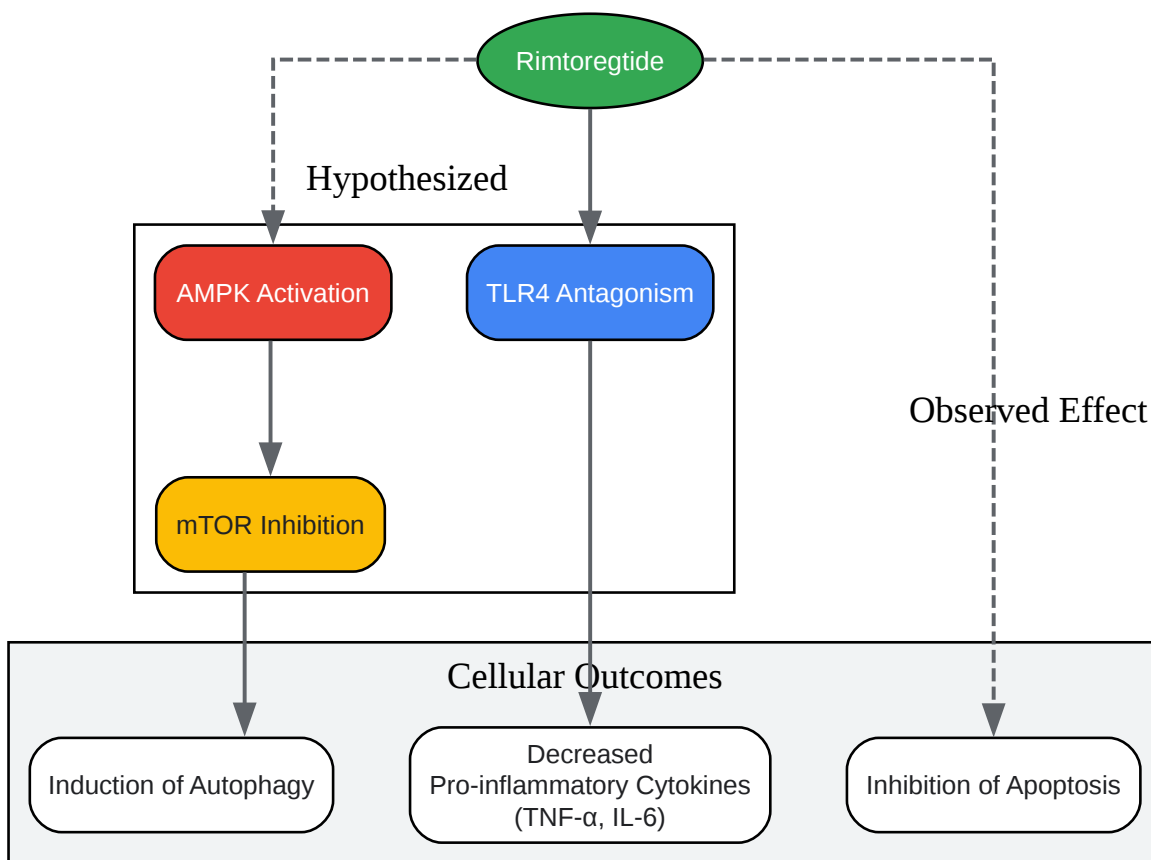 Rimtoregtide
Hypothesized
AMPK Activation
TLR4 Antagonism
Observed Effect
mTOR Inhibition
Cellular Outcomes
Induction of Autophagy
Decreased
Pro-inflammatory Cytokines
(TNF-α, IL-6)
Inhibition of Apoptosis